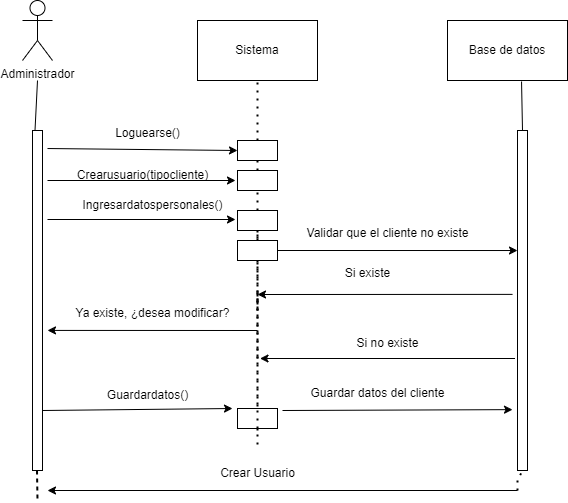 Administrador
Sistema
Base de datos
Loguearse()
Crearusuario(tipocliente)
Ingresardatospersonales()
Validar que el cliente no existe
Si existe
Ya existe, ¿desea modificar?
Si no existe
Guardardatos()
Guardar datos del cliente
Crear Usuario